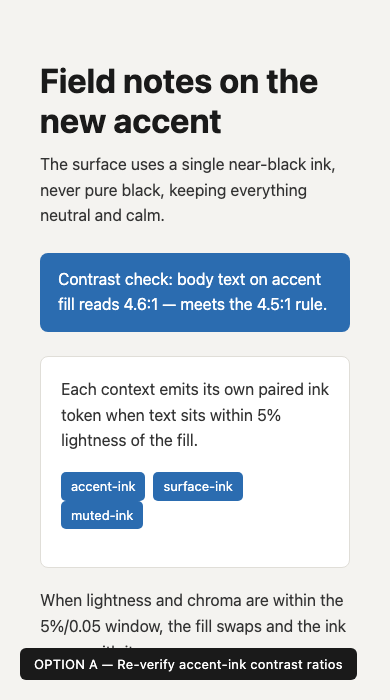 Field notes on the
new accent
The surface uses a single near-black ink,
never pure black, keeping everything
neutral and calm.
Contrast check: body text on accent
fill reads 4.6:1 — meets the 4.5:1 rule.
Each context emits its own paired ink
token when text sits within 5%
lightness of the fill.
accent-ink surface-ink
muted-ink
When lightness and chroma are within the
5%/0.05 window, the fill swaps and the ink
OPTION A — Re-verify accent-ink contrast ratios